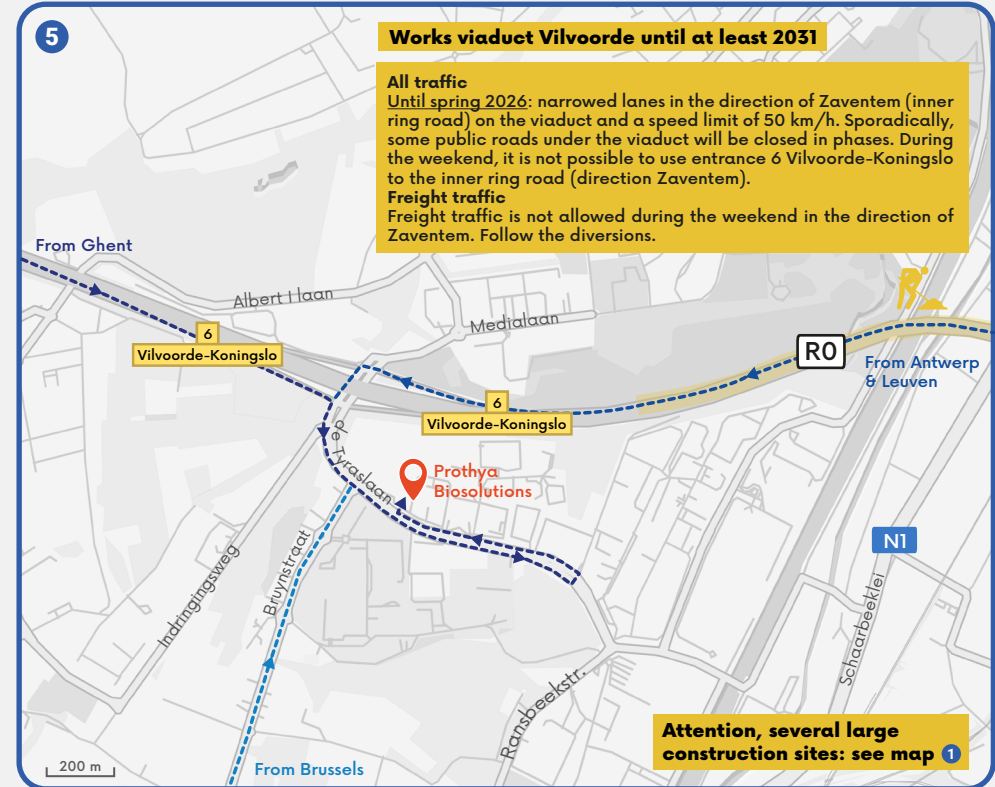 5
Works viaduct Vilvoorde until at least 2031
All traffic
Until spring 2026: narrowed lanes in the direction of Zaventem (inner
ring road) on the viaduct and a speed limit of 50 km/h. Sporadically,
some public roads under the viaduct will be closed in phases. During
the weekend, it is not possible to use entrance 6 Vilvoorde-Koningslo
to the inner ring road (direction Zaventem).
Freight traffic
Freight traffic is not allowed during the weekend in the direction of
Zaventem. Follow the diversions.
From Ghent
Albert I laan
Medialaan
6
Vilvoorde-Koningslo
R0
From Antwerp
& Leuven
6
Vilvoorde-Koningslo
de Tyraslaan
Prothya
Biosolutions
N1
Indringingsweg
Bruynstraat
Schaarbeeklei
Ransbeekstr.
Attention, several large
construction sites: see map 1
200 m
From Brussels